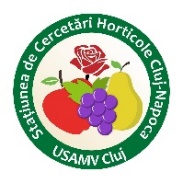 Stațiunea de Cercetări Horticole Cluj-Napoca
USAMV Cluj